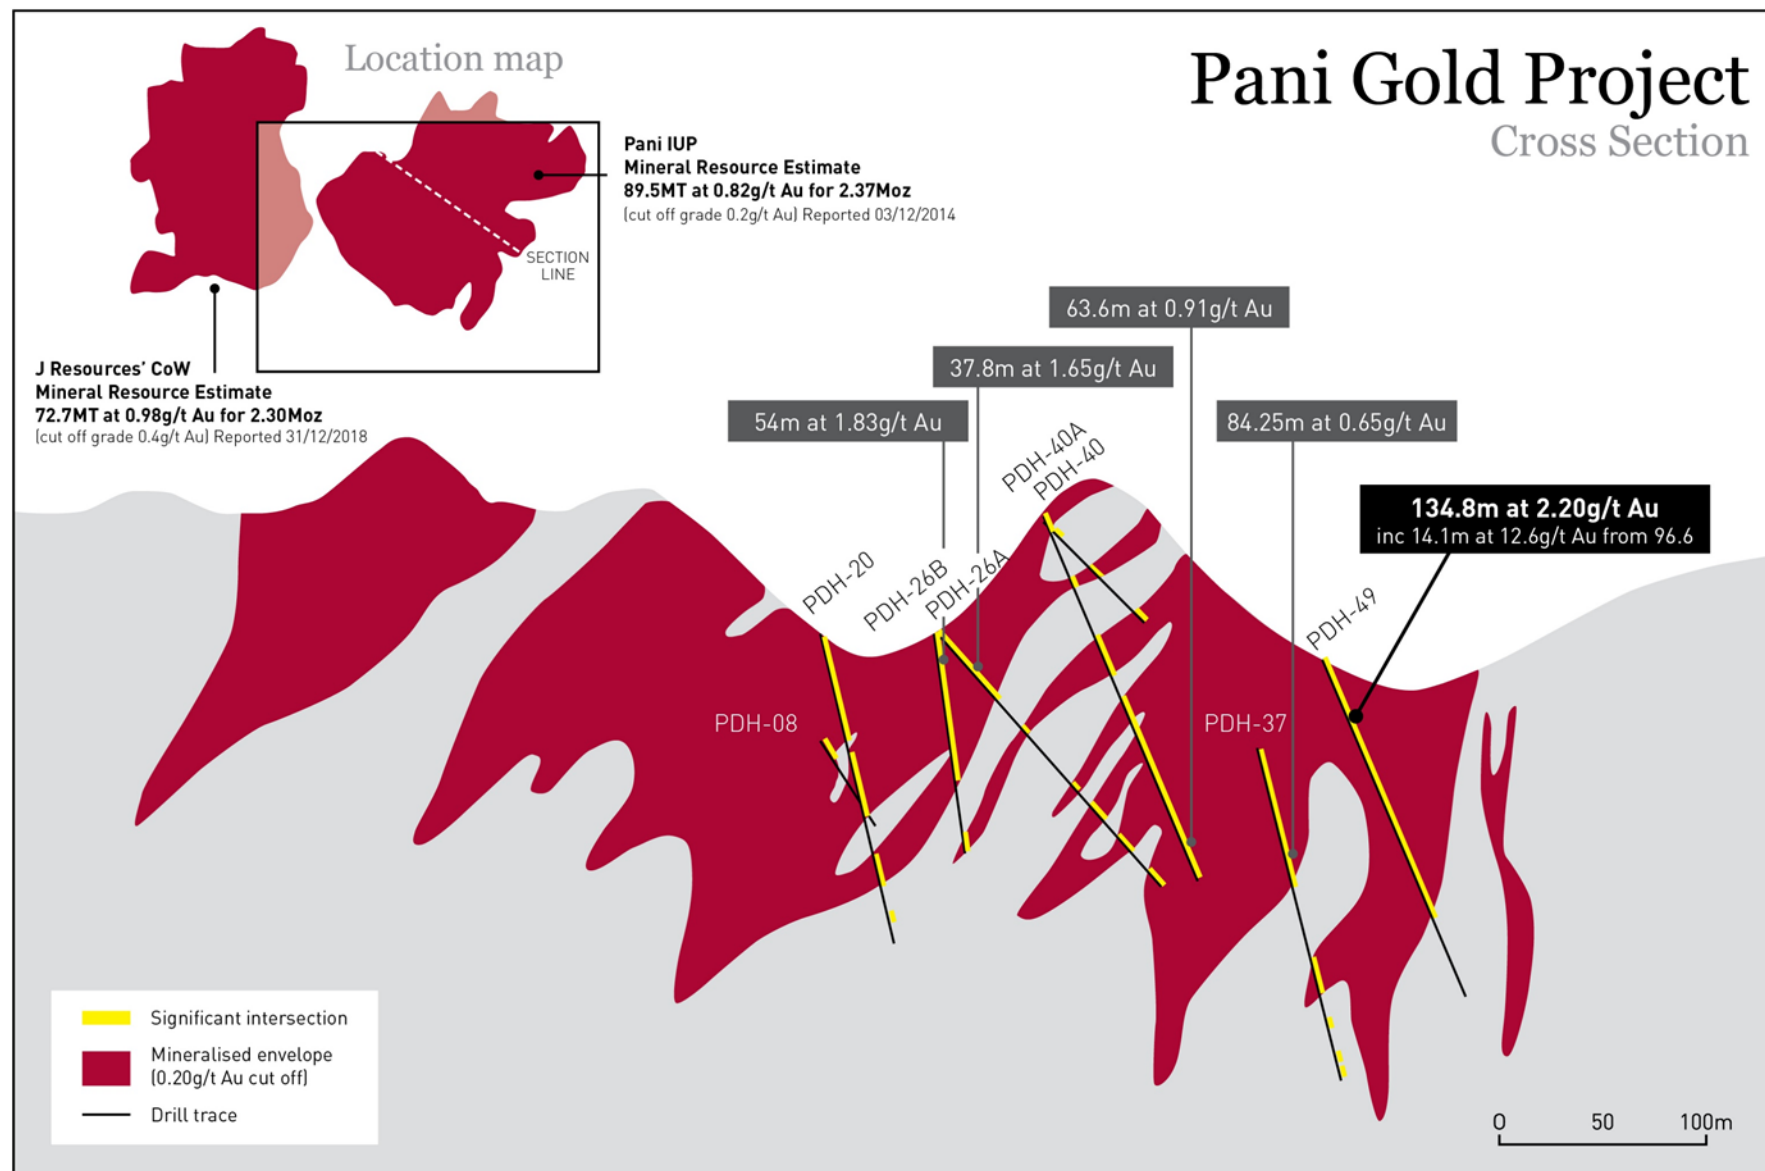 Location map
Pani Gold Project
Cross Section
Pani IUP
Mineral Resource Estimate
89.5MT at 0.82g/t Au for 2.37Moz
(cut off grade 0.2g/t Au) Reported 03/12/2014
SECTION
LINE
J Resources’ CoW
Mineral Resource Estimate
72.7MT at 0.98g/t Au for 2.30Moz
(cut off grade 0.4g/t Au) Reported 31/12/2018
63.6m at 0.91g/t Au
37.8m at 1.65g/t Au
54m at 1.83g/t Au
84.25m at 0.65g/t Au
134.8m at 2.20g/t Au
inc 14.1m at 12.6g/t Au from 96.6
PDH-40A
PDH-40
PDH-20
PDH-26B
PDH-26A
PDH-49
PDH-08
PDH-37
Significant intersection
Mineralised envelope
(0.20g/t Au cut off)
Drill trace
0 50 100m